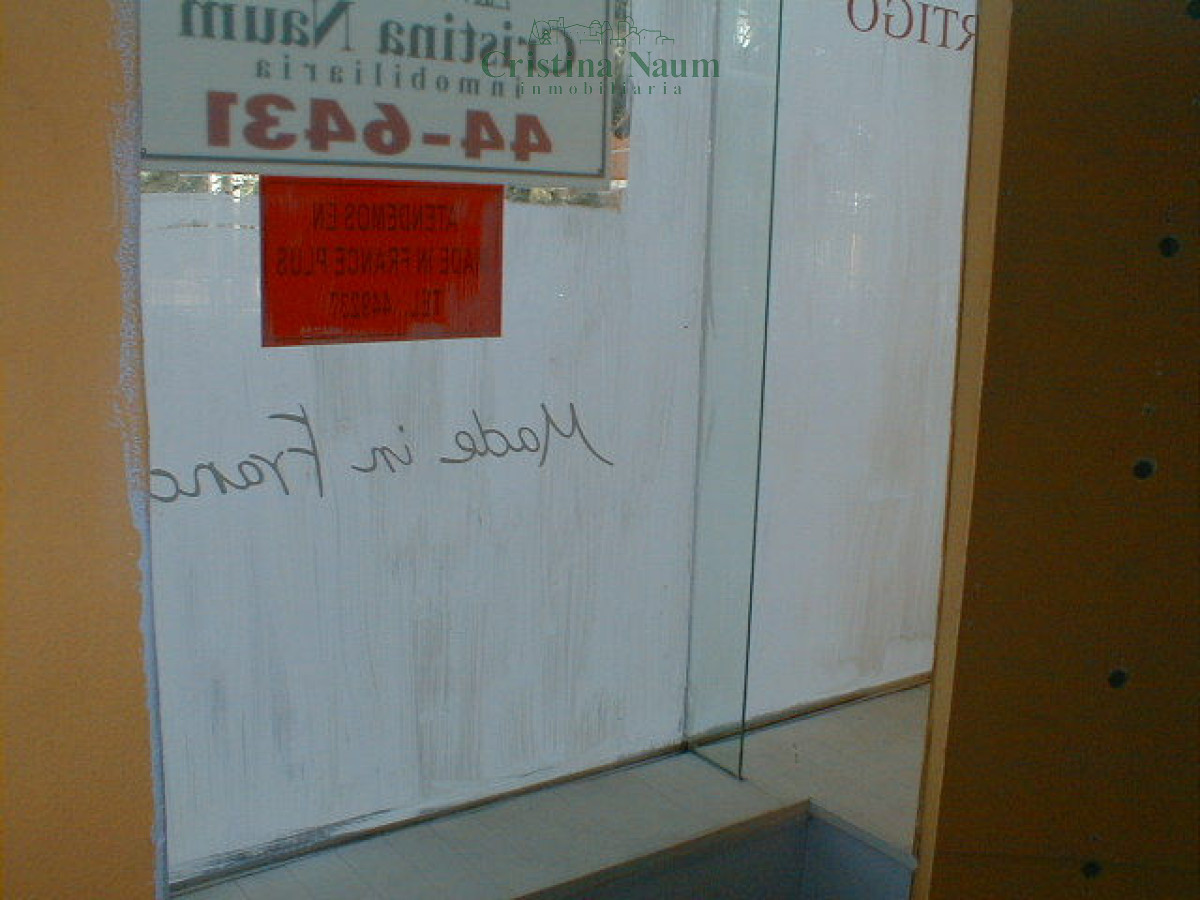 Cristina Naum
inmobiliaria
44-6431
Cristina Naum
inmobiliaria
RTIGO
ATENDEMOS EN
MADE IN FRANCE PLUS
TEL.
Made in Franc